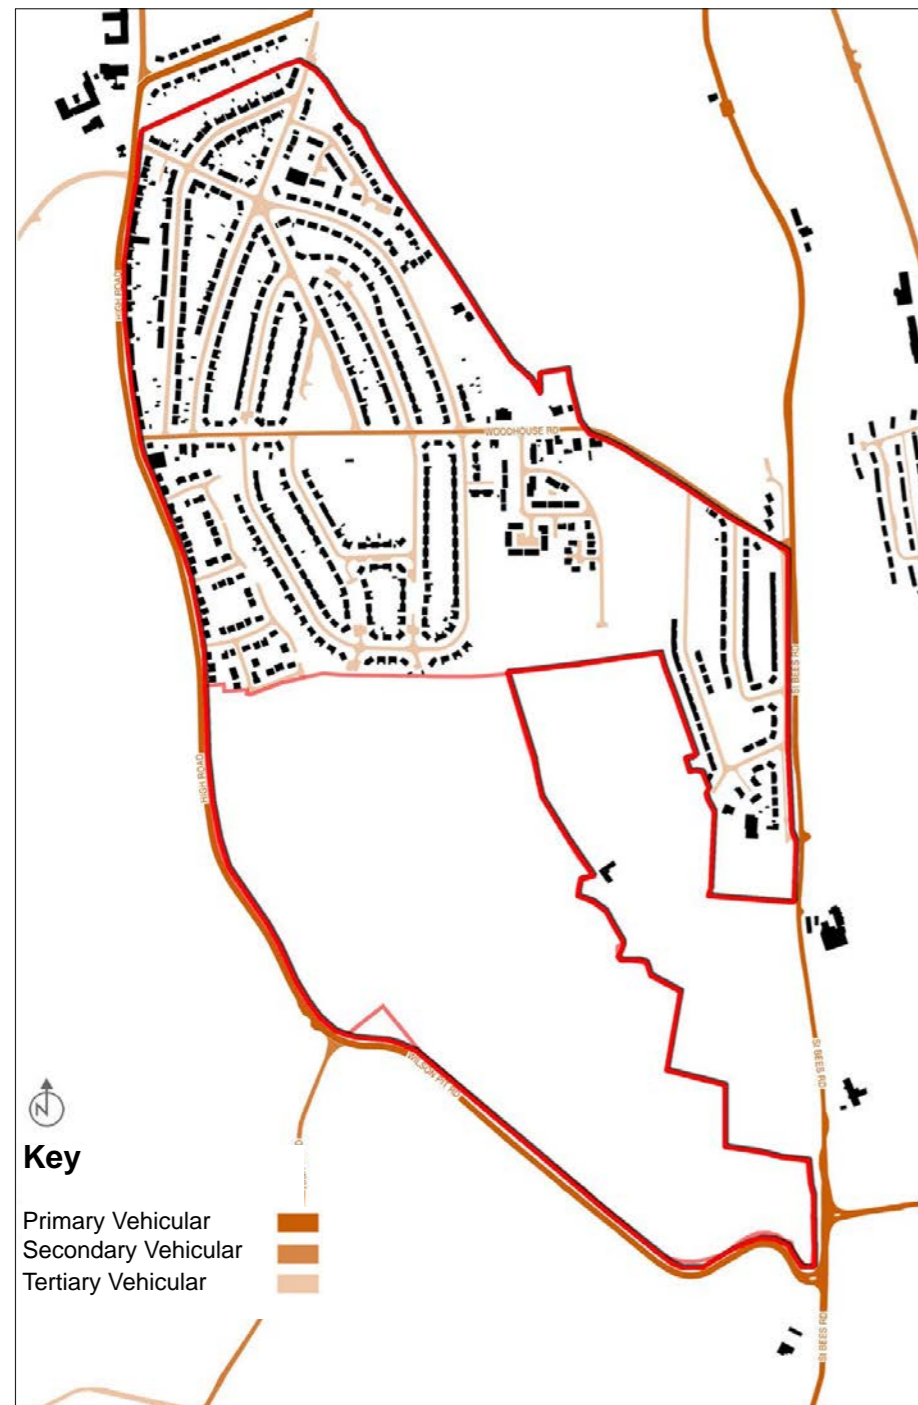 HIGH ROAD
WOODHOUSE RD
St BEES RD
HIGH ROAD
WILSON PIT RD
St BEES RD
N
Key
Primary Vehicular
Secondary Vehicular
Tertiary Vehicular
St BEES RD